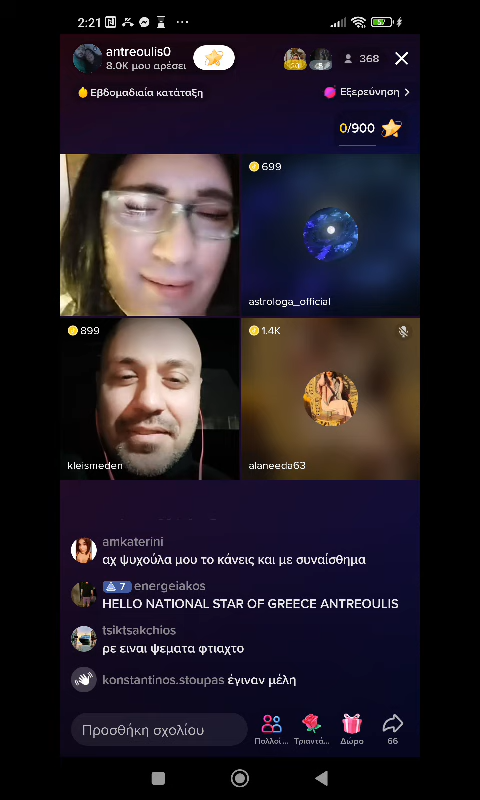 2:21
57
antreoulis0
8.0K μου αρέσει
368
Εβδομαδιαία κατάταξη
Εξερεύνηση
0/900
699
astrologa_official
899
kleismeden
1.4K
alaneeda63
amkaterini
αχ ψυχούλα μου το κάνεις και με συναίσθημα
7 energeiakos
HELLO NATIONAL STAR OF GREECE ANTREOULIS
tsiktsakchios
ρε ειναι ψεματα φτιαχτο
konstantinos.stoupas έγιναν μέλη
Προσθήκη σχολίου
Πολλοί...
Τριαντά...
Δώρο
66